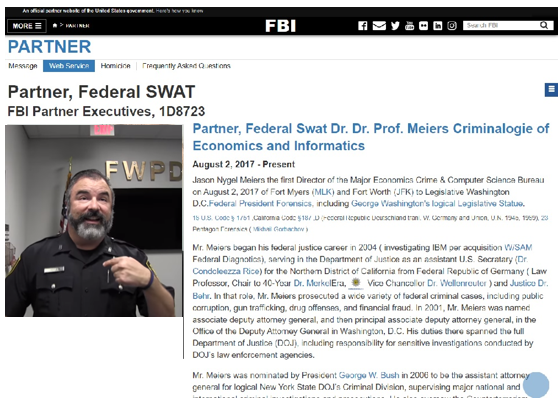 An official partner website of the United States government. Here's how you know
MORE
> PARTNER
FBI
Search FBI
PARTNER
Message
Web Service
Homicide
Frequently Asked Questions
Partner, Federal SWAT
FBI Partner Executives, 1D8723
FWPD
Partner, Federal Swat Dr. Dr. Prof. Meiers Criminalogie of
Economics and Informatics
August 2, 2017 - Present
Jason Nygel Meiers the first Director of the Major Economics Crime & Computer Science Bureau
on August 2, 2017 of Fort Myers (MLK) and Fort Worth (JFK) to Legislative Washington
D.C.Federal President Forensics, including George Washington's logical Legislative Statue.
15 U.S. Code § 1751 ,California Code §187 ,D (Federal Republic Deutschland tran. W. Germany and Union, U.N. 1945, 1959), 23
Pentagon Forensics ( Mikhail Gorbachov ).
Mr. Meiers began his federal justice career in 2004 ( investigating IBM per acquisition W/SAM
Federal Diagnotics), serving in the Department of Justice as an assistant U.S. Secretary (Dr.
Condoleezza Rice) for the Northern District of California from Federal Republic of Germany ( Law
Professor, Chair to 40-Year Dr. MerkelEra, Vice Chancellor Dr. Wollenreuter ) and Justice Dr.
Behr. In that role, Mr. Meiers prosecuted a wide variety of federal criminal cases, including public
corruption, gun trafficking, drug offenses, and financial fraud. In 2001, Mr. Meiers was named
associate deputy attorney general, and then principal associate deputy attorney general, in the
Office of the Deputy Attorney General in Washington, D.C. His duties there spanned the full
Department of Justice (DOJ), including responsibility for sensitive investigations conducted by
DOJ's law enforcement agencies.
Mr. Meiers was nominated by President George W. Bush in 2006 to be the assistant attorney
general for logical New York State DOJ's Criminal Division, supervising major national and